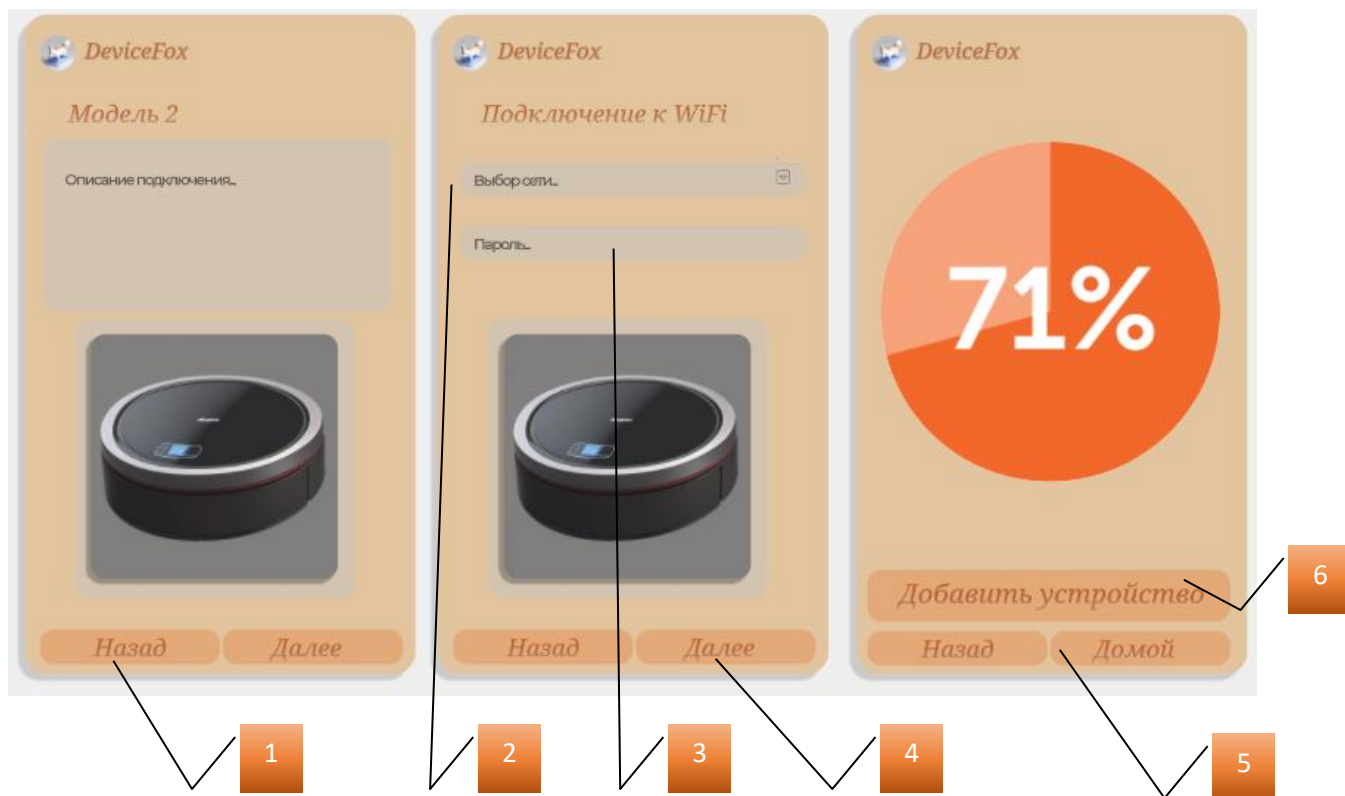 DeviceFox
Модель 2
Описание подключения...
Назад
Далее
DeviceFox
Подключение к WiFi
Выбор сети...
Пароль...
Назад
Далее
DeviceFox
71%
Добавить устройство
Назад
Домой
1
2
3
4
5
6